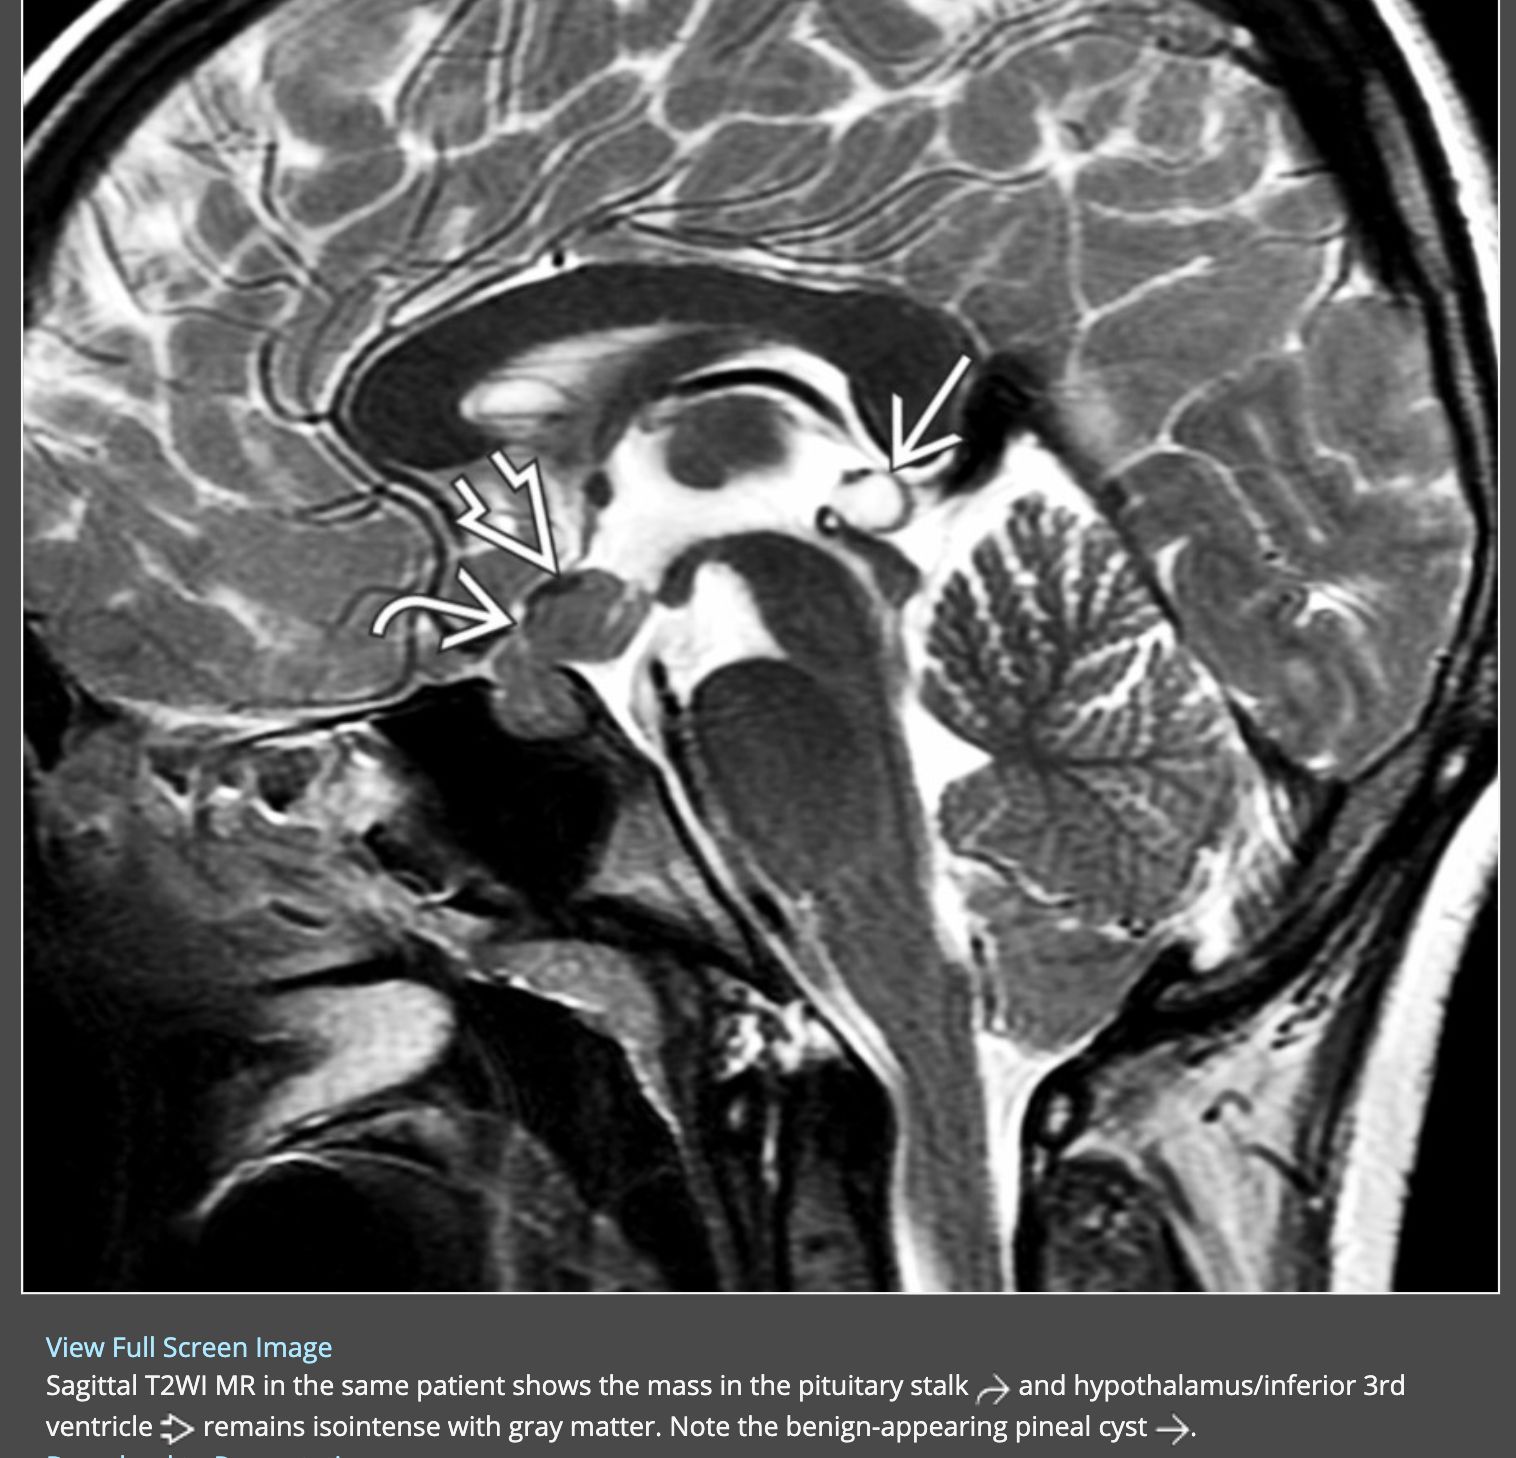 View Full Screen Image
Sagittal T2WI MR in the same patient shows the mass in the pituitary stalk and hypothalamus/inferior 3rd
ventricle remains isointense with gray matter. Note the benign-appearing pineal cyst .